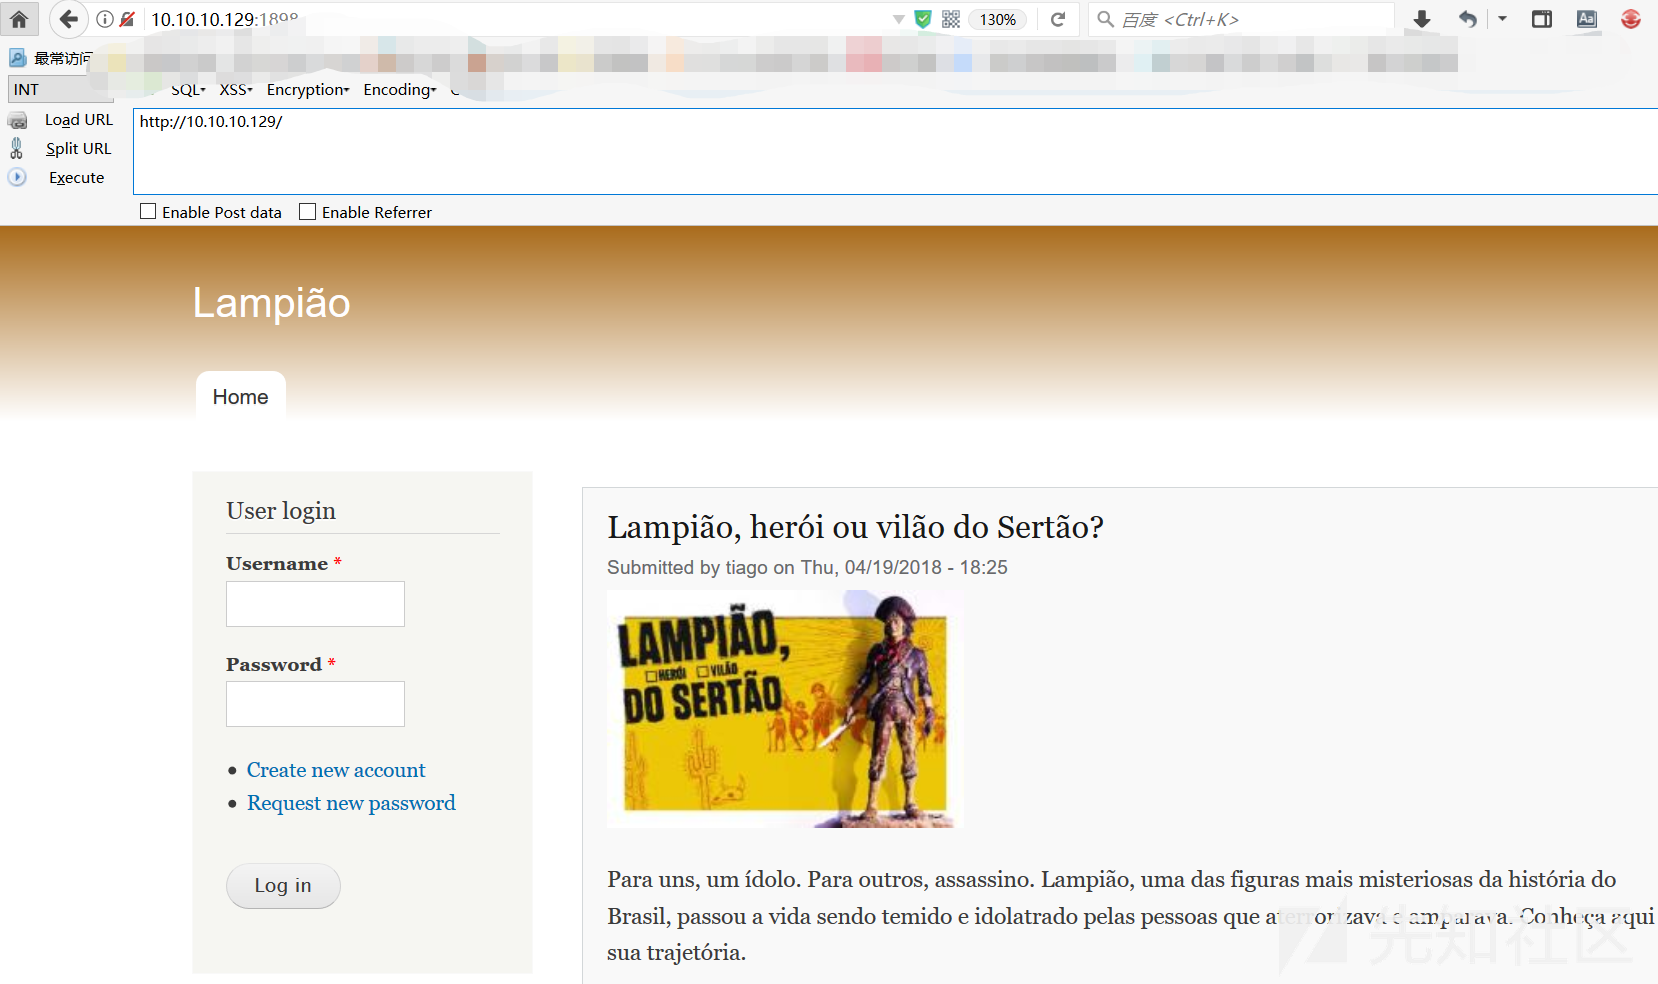 10.10.10.129:1898
130%
百度 <Ctrl+K>
最常访问
INT
SQL XSS Encryption Encoding
Load URL
http://10.10.10.129/
Split URL
Execute
Enable Post data Enable Referrer
Lampião
Home
User login
Username *
Password *
Create new account
Request new password
Log in
Lampião, herói ou vilão do Sertão?
Submitted by tiago on Thu, 04/19/2018 - 18:25
LAMPIÃO,
HERÓI VILÃO
DO SERTÃO
Para uns, um ídolo. Para outros, assassino. Lampião, uma das figuras mais misteriosas da história do
Brasil, passou a vida sendo temido e idolatrado pelas pessoas que aterrorizava e amparava. Conheça aqui
sua trajetória.
先知社区